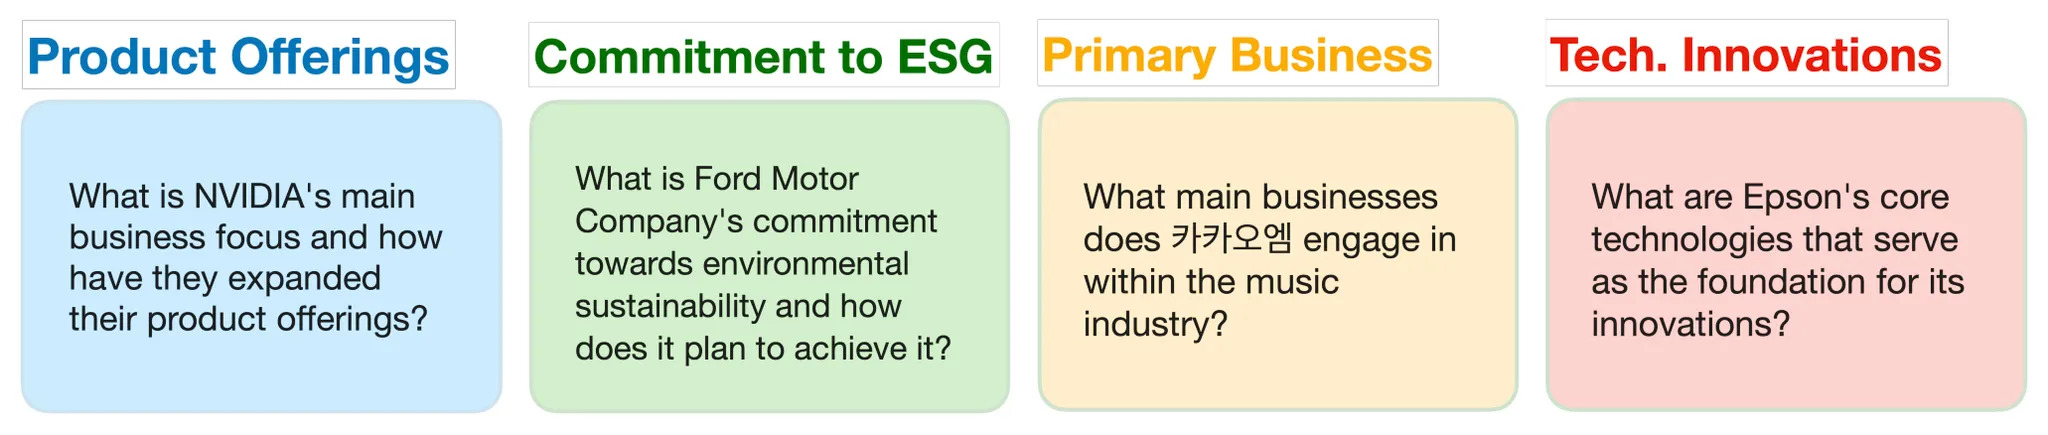 Product Offerings
What is NVIDIA's main
business focus and how
have they expanded
their product offerings?
Commitment to ESG
What is Ford Motor
Company's commitment
towards environmental
sustainability and how
does it plan to achieve it?
Primary Business
What main businesses
does 카카오엠 engage in
within the music
industry?
Tech. Innovations
What are Epson's core
technologies that serve
as the foundation for its
innovations?